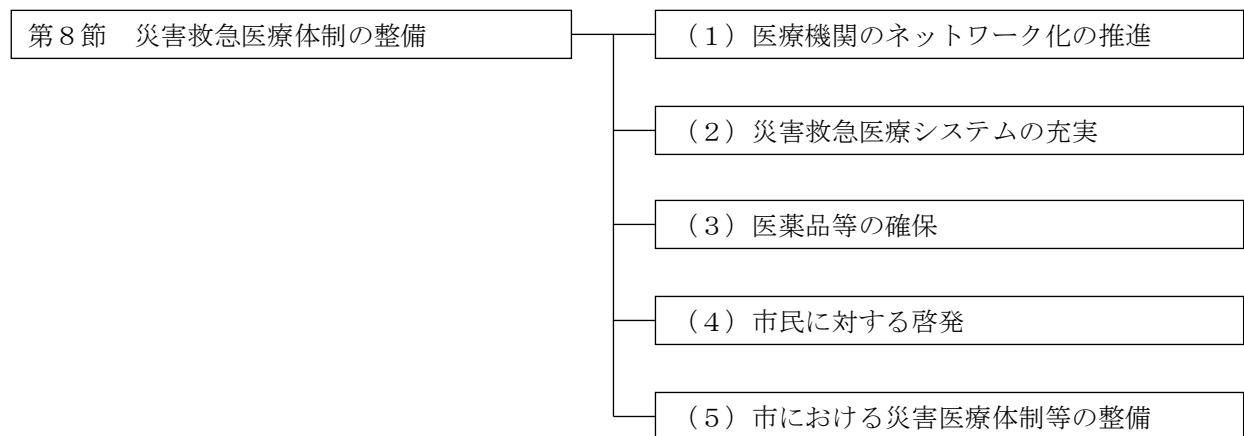 第８節　災害救急医療体制の整備
（１）医療機関のネットワーク化の推進
（２）災害救急医療システムの充実
（３）医薬品等の確保
（４）市民に対する啓発
（５）市における災害医療体制等の整備